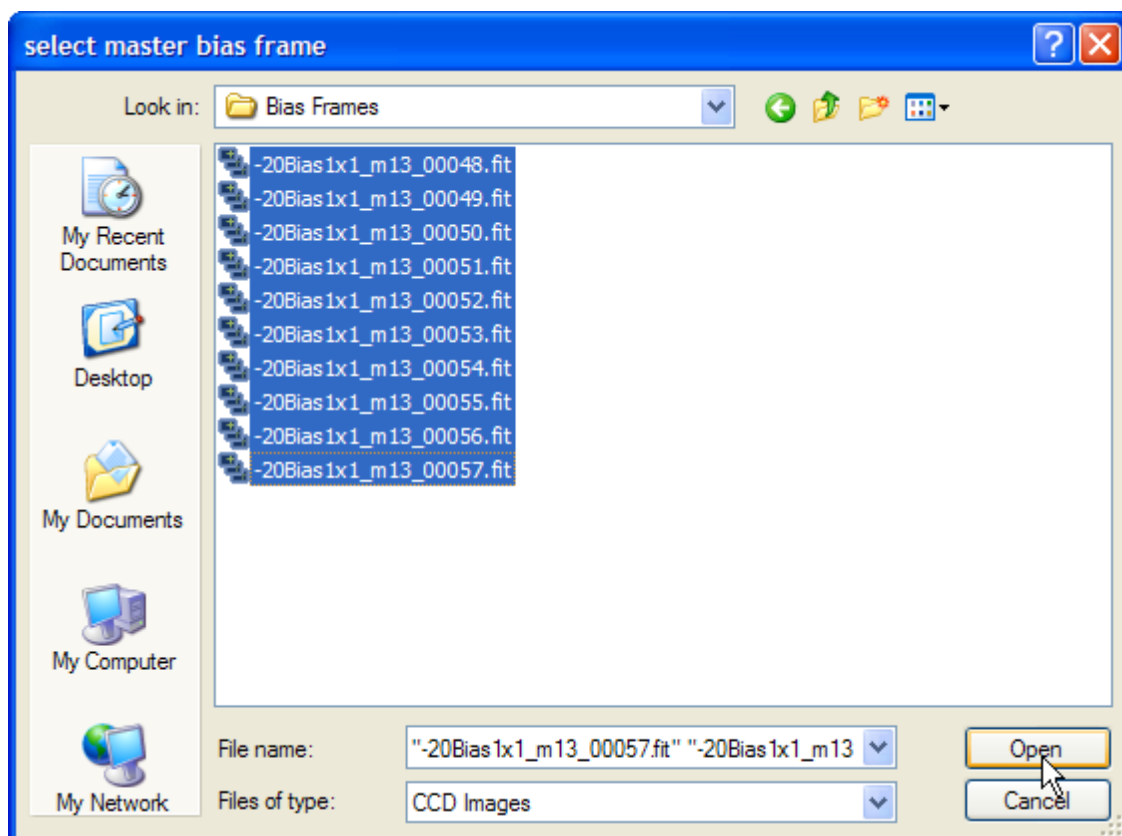 select master bias frame
Look in: Bias Frames
My Recent
Documents
Desktop
My Documents
My Computer
My Network
-20Bias1x1_m13_00048.fit
-20Bias1x1_m13_00049.fit
-20Bias1x1_m13_00050.fit
-20Bias1x1_m13_00051.fit
-20Bias1x1_m13_00052.fit
-20Bias1x1_m13_00053.fit
-20Bias1x1_m13_00054.fit
-20Bias1x1_m13_00055.fit
-20Bias1x1_m13_00056.fit
-20Bias1x1_m13_00057.fit
File name: "-20Bias1x1_m13_00057.fit" "-20Bias1x1_m13 Open
Files of type: CCD Images Cancel